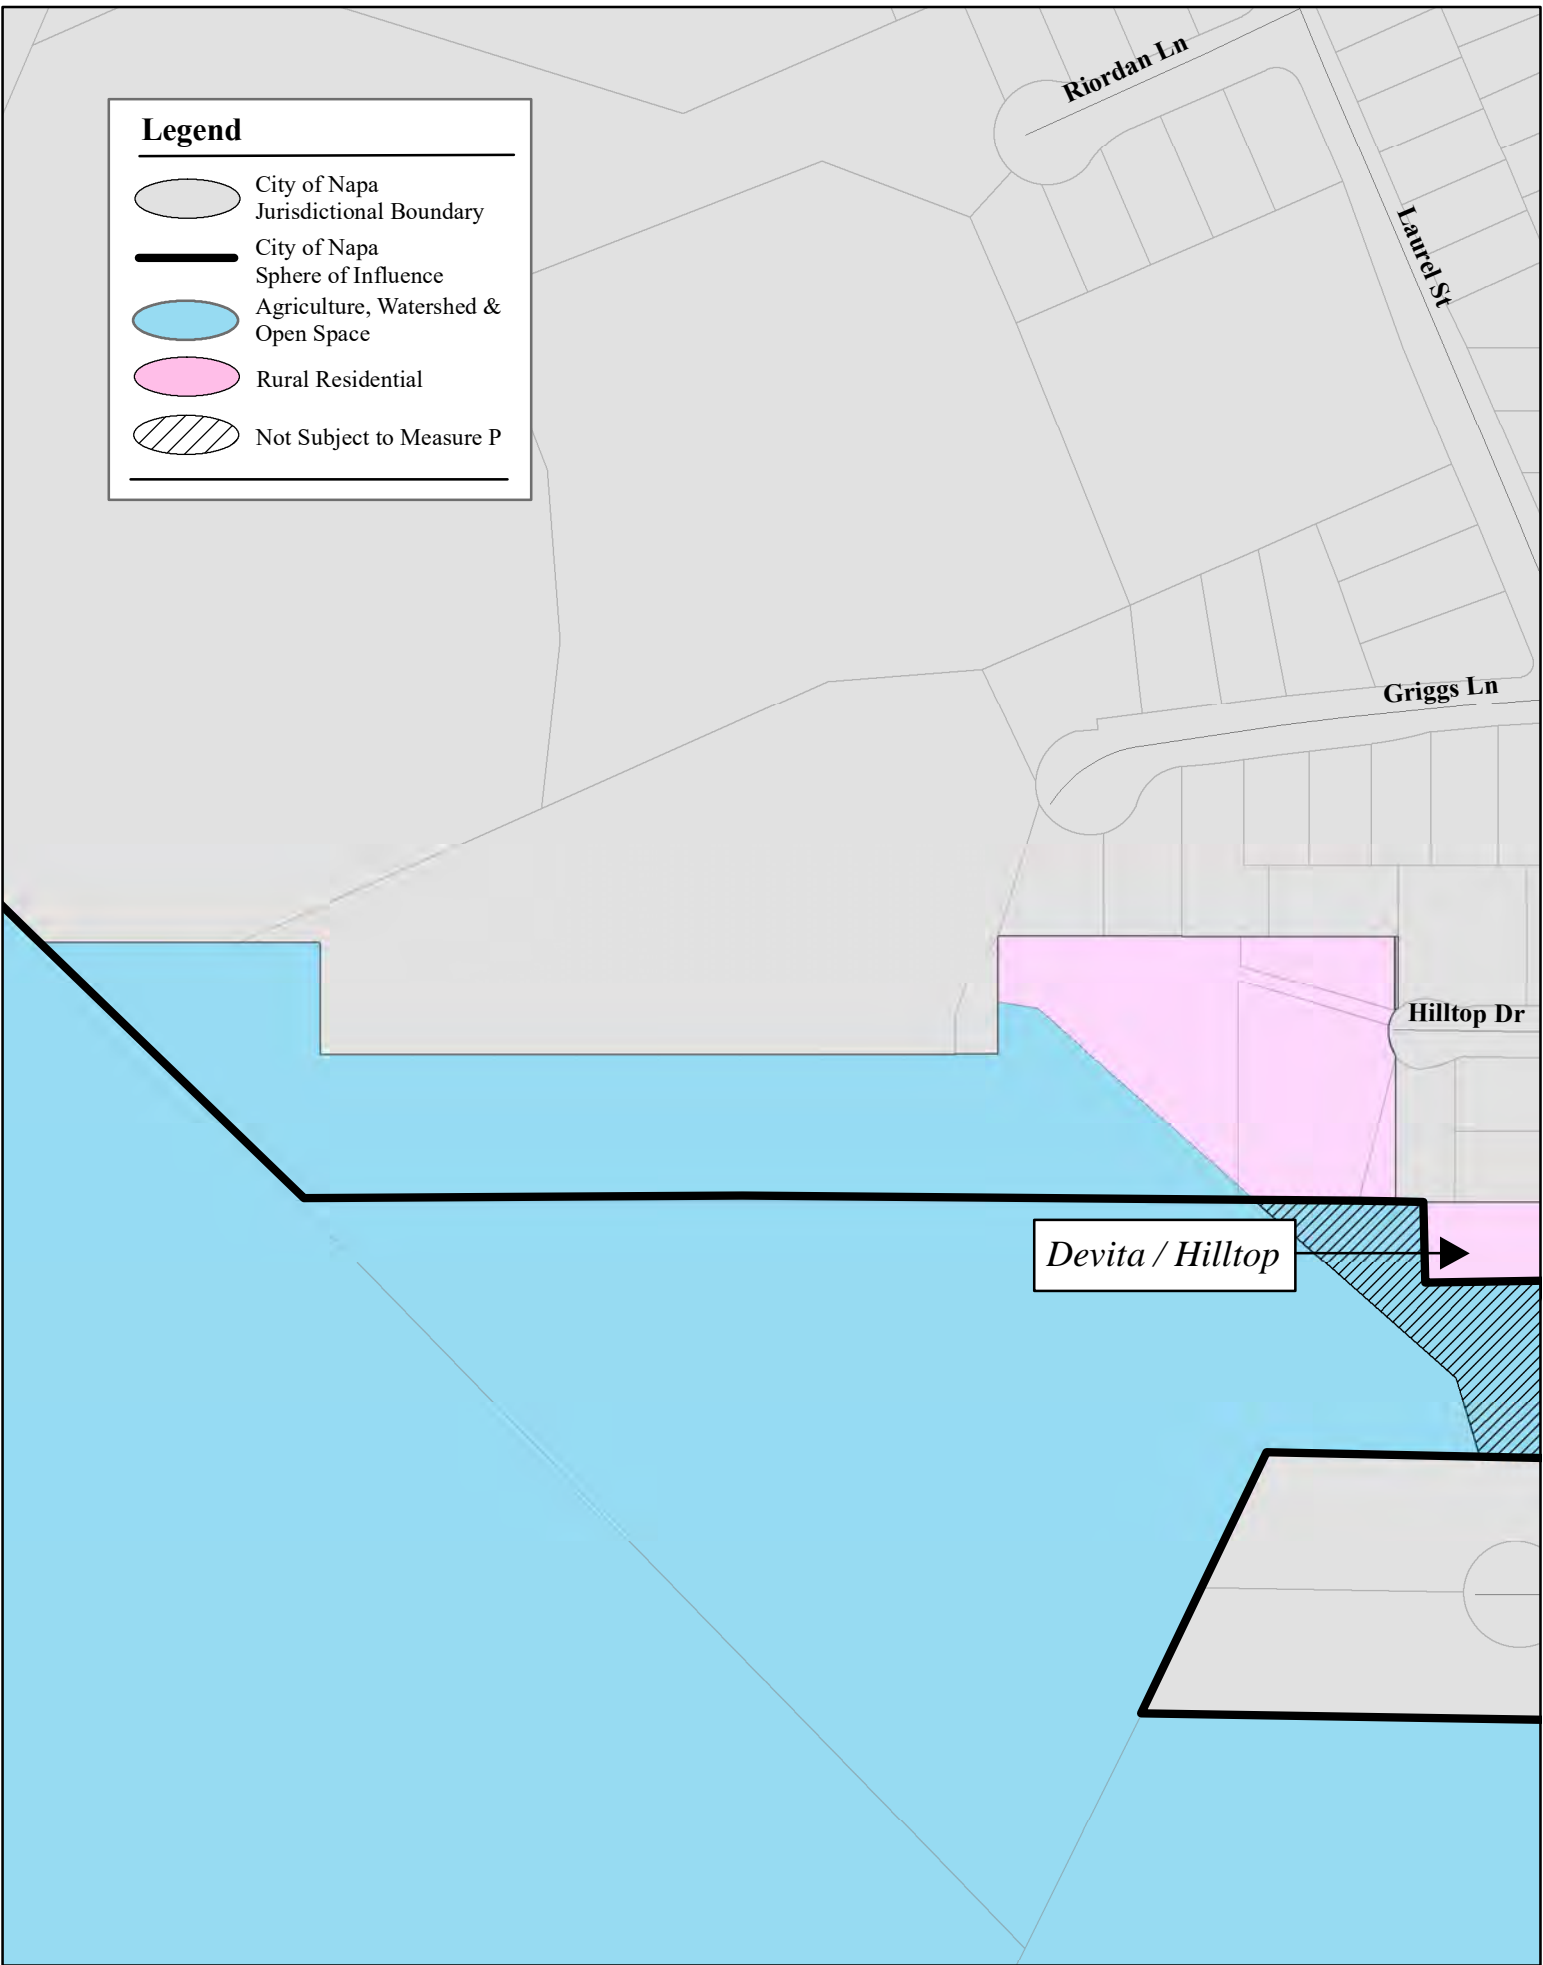 Riordan Ln
Legend
City of Napa
Jurisdictional Boundary
City of Napa
Sphere of Influence
Agriculture, Watershed &
Open Space
Rural Residential
Not Subject to Measure P
Laurel St
Griggs Ln
Hilltop Dr
Devita / Hilltop